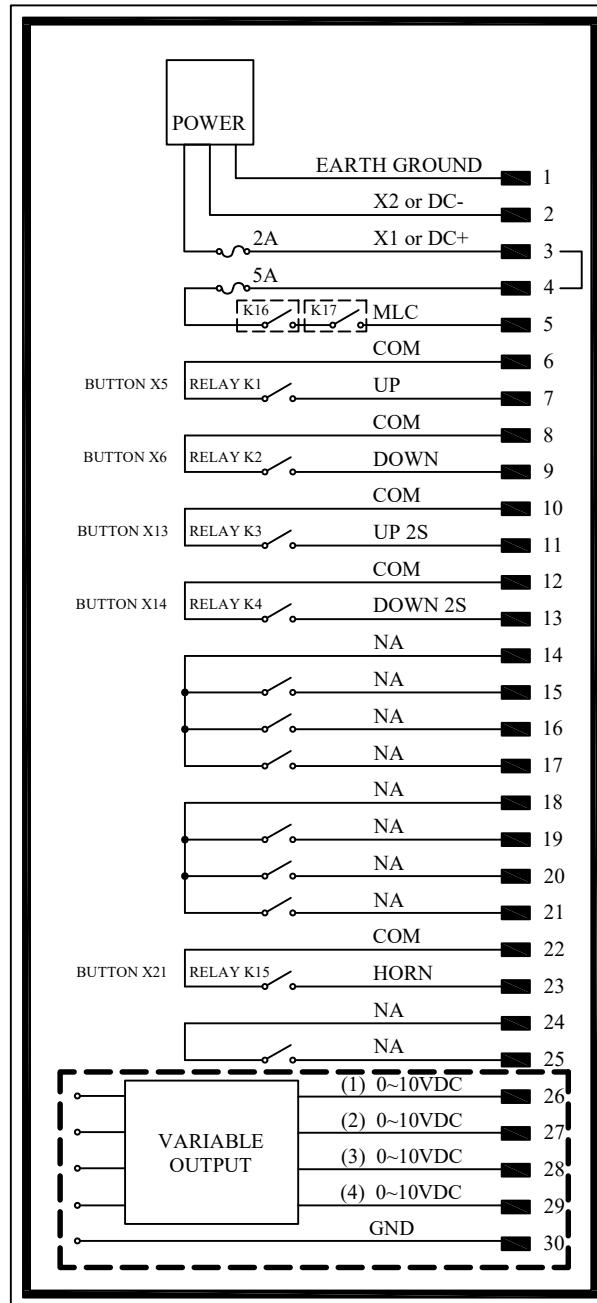 POWER
EARTH GROUND 1
X2 or DC- 2
2A X1 or DC+ 3
5A 4
K16 K17 MLC 5
COM 6
BUTTON X5 RELAY K1 UP 7
COM 8
BUTTON X6 RELAY K2 DOWN 9
COM 10
BUTTON X13 RELAY K3 UP 2S 11
COM 12
BUTTON X14 RELAY K4 DOWN 2S 13
NA 14
NA 15
NA 16
NA 17
NA 18
NA 19
NA 20
NA 21
COM 22
BUTTON X21 RELAY K15 HORN 23
NA 24
NA 25
(1) 0~10VDC 26
VARIABLE (2) 0~10VDC 27
OUTPUT (3) 0~10VDC 28
(4) 0~10VDC 29
GND 30